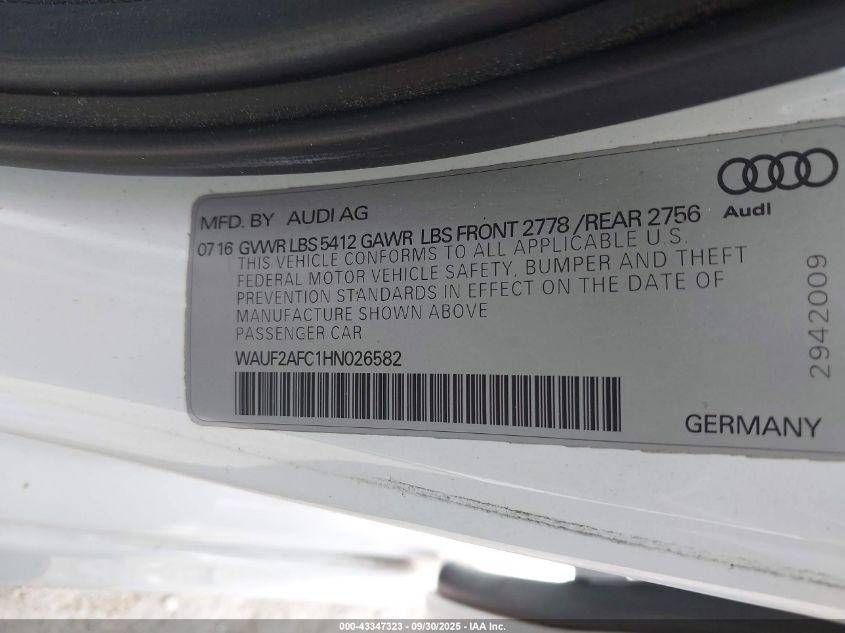 Audi
MFD. BY AUDI AG
07 16 GVWR LBS 5412 GAWR LBS FRONT 2778 /REAR 2756
THIS VEHICLE CONFORMS TO ALL APPLICABLE U.S.
FEDERAL MOTOR VEHICLE SAFETY, BUMPER AND THEFT
PREVENTION STANDARDS IN EFFECT ON THE DATE OF
MANUFACTURE SHOWN ABOVE
PASSENGER CAR
WAUF2AFC1HN026582
GERMANY
2942009
000-43347323 - 09/30/2025 - IAA Inc.